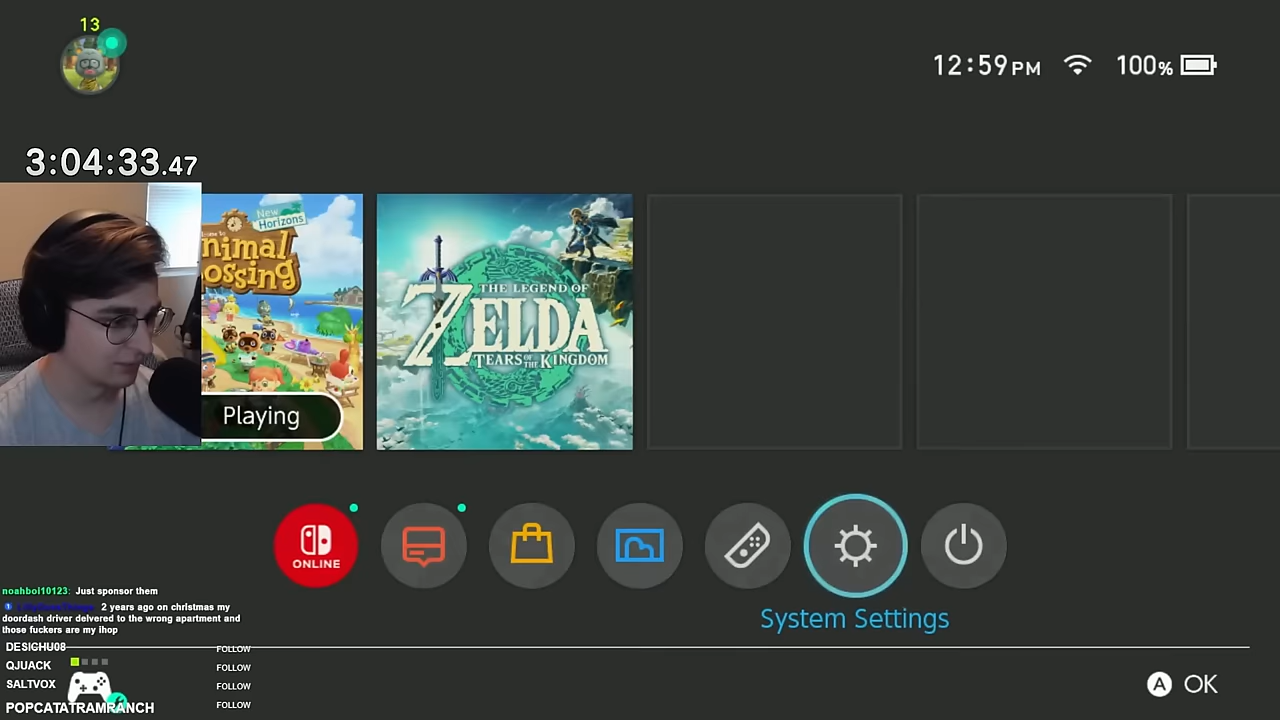 13
12:59 PM
100%
3:04:33.47
New
Horizons
nimal
ossing
Playing
THE LEGEND OF
ZELDA
TEARS OF THE KINGDOM
ONLINE
System Settings
noahbol10123: Just sponsor them
2 years ago on christmas my
doordash driver delivered to the wrong apartment and
those fuckers are my ihop
DESICHU08 FOLLOW
QJUACK FOLLOW
SALTVOX FOLLOW
POPCATATRAMRANCH FOLLOW
A OK